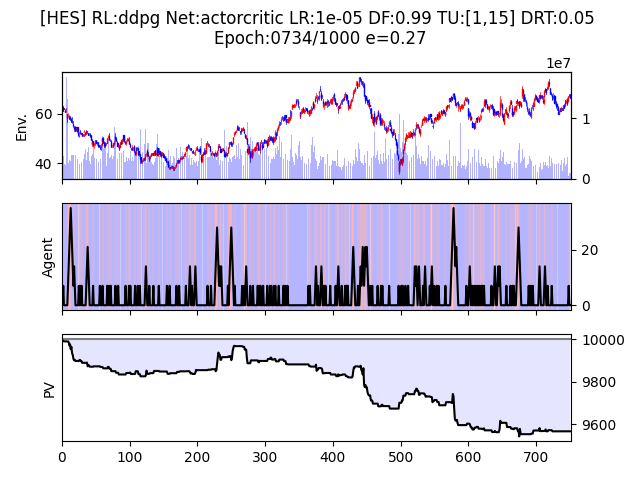 [HES] RL:ddpg Net:actorcritic LR:1e-05 DF:0.99 TU:[1,15] DRT:0.05
Epoch:0734/1000 e=0.27
1e7
Env.
60
40
1
0
Agent
20
0
PV
10000
9800
9600
0 100 200 300 400 500 600 700